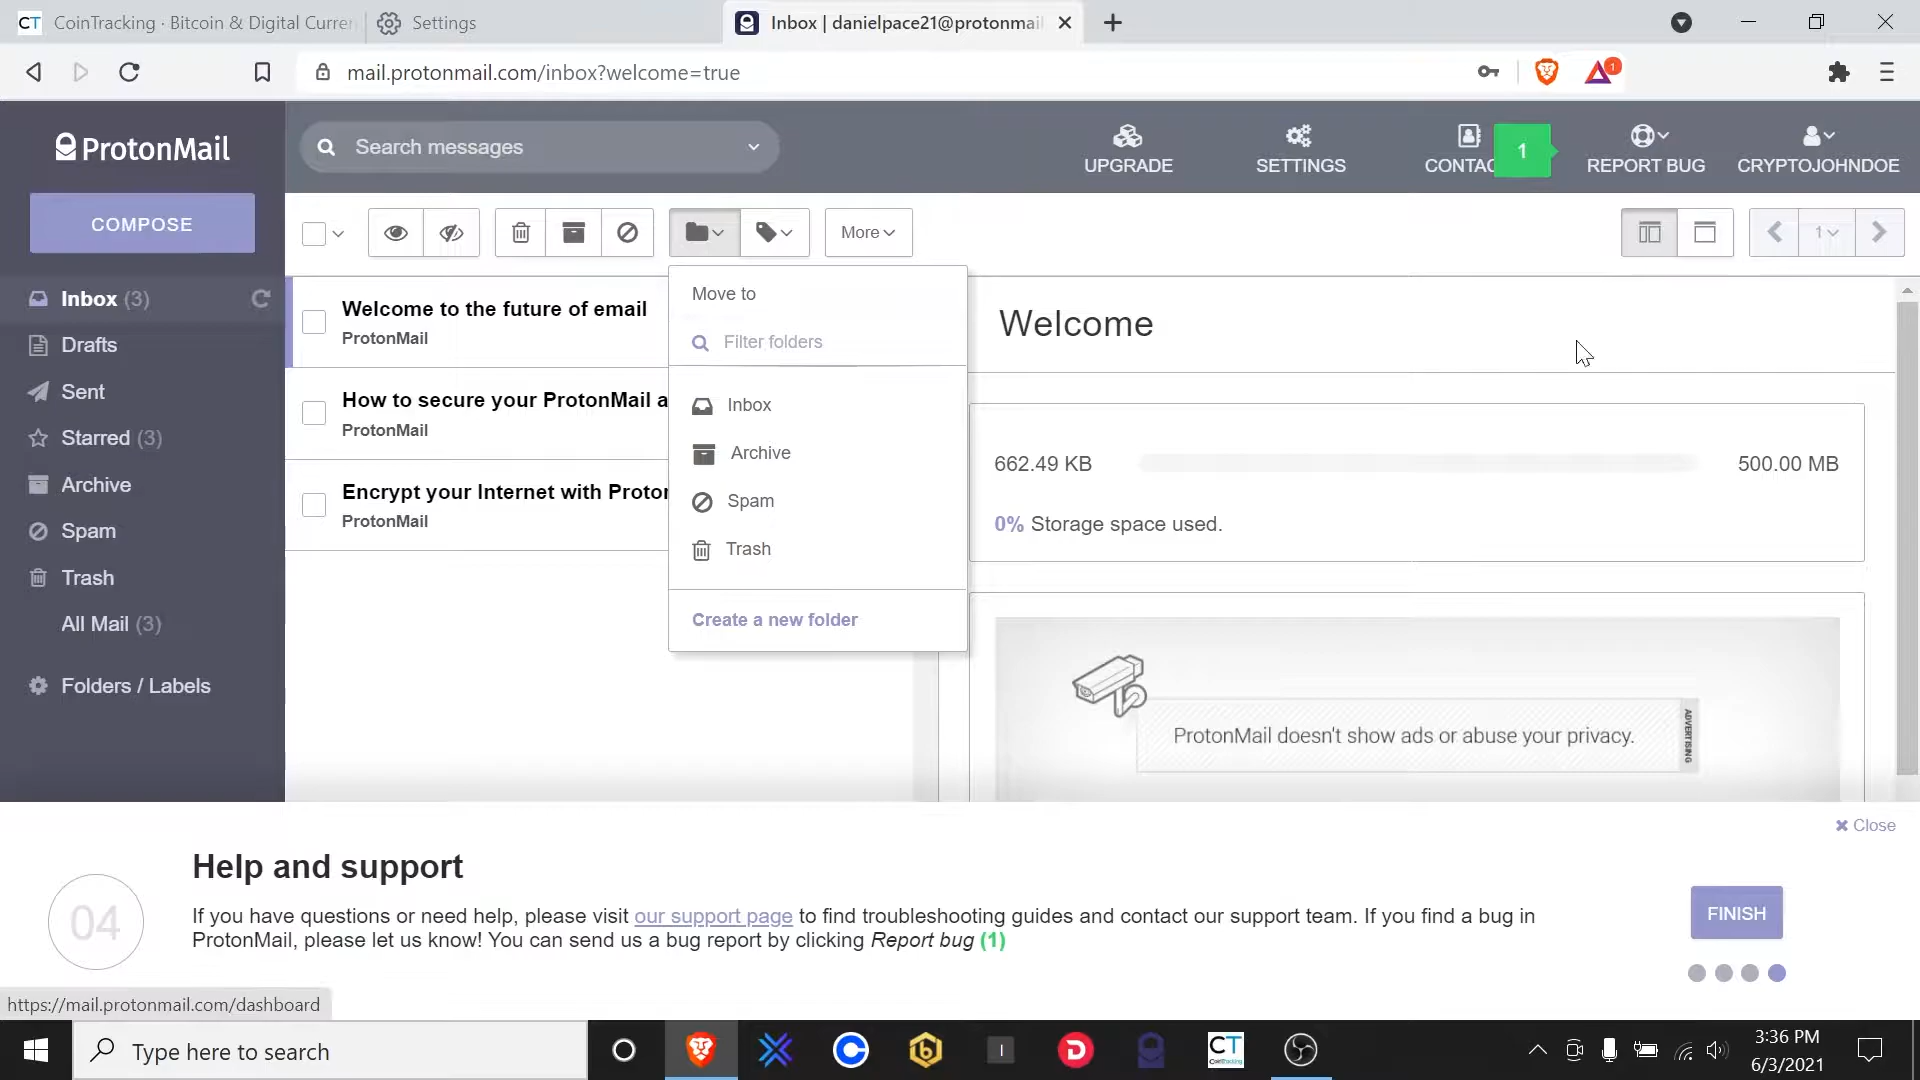 CT CoinTracking · Bitcoin & Digital Curren
Settings
Inbox | danielpace21@protonmail
mail.protonmail.com/inbox?welcome=true
1
ProtonMail
Search messages
UPGRADE
SETTINGS
CONTAC
1
REPORT BUG
CRYPTOJOHNDOE
COMPOSE
More
1
Inbox (3)
Drafts
Sent
Starred (3)
Archive
Spam
Trash
All Mail (3)
Folders / Labels
Welcome to the future of email
ProtonMail
How to secure your ProtonMail a
ProtonMail
Encrypt your Internet with Proton
ProtonMail
Move to
Filter folders
Inbox
Archive
Spam
Trash
Create a new folder
Welcome
662.49 KB
500.00 MB
0% Storage space used.
ProtonMail doesn't show ads or abuse your privacy.
ADVERTISING
Close
04
Help and support
If you have questions or need help, please visit our support page to find troubleshooting guides and contact our support team. If you find a bug in
ProtonMail, please let us know! You can send us a bug report by clicking Report bug (1)
FINISH
https://mail.protonmail.com/dashboard
Type here to search
CT
CoinTracking
3:36 PM
6/3/2021